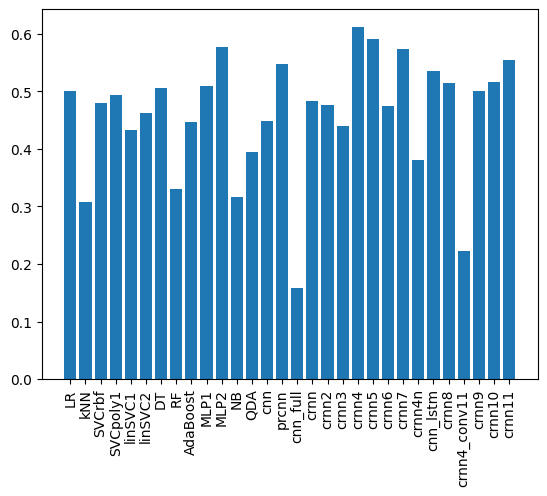 0.6
0.5
0.4
0.3
0.2
0.1
0.0
LR
kNN
SVCrbf
SVCpoly1
linSVC1
linSVC2
DT
RF
AdaBoost
MLP1
MLP2
NB
QDA
cnn
prcnn
cnn_full
crnn
crnn2
crnn3
crnn4
crnn5
crnn6
crnn7
crnn4n
cnn_lstm
crnn8
crnn4_conv11
crnn9
crnn10
crnn11